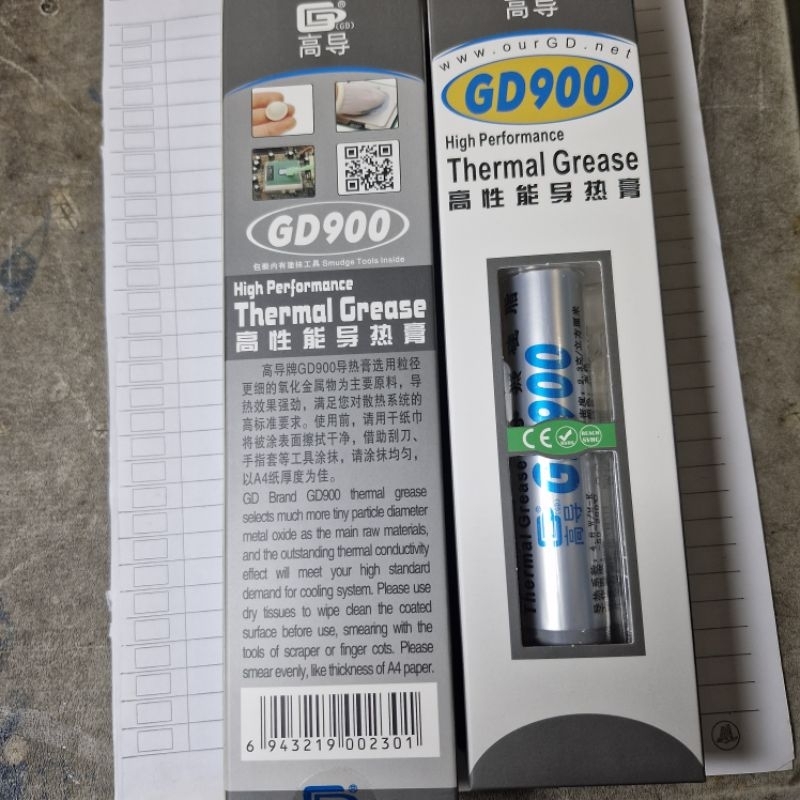 GD®
(GD)
高导
GD900
包装内有涂抹工具 Smudge Tools Inside
High Performance
Thermal Grease
高性能导热膏
高导牌GD900导热膏选用粒径
更细的氧化金属物为主要原料，导
热效果强劲，满足您对散热系统的
高标准要求。使用前，请用干纸巾
将被涂表面擦拭干净，借助刮刀、
手指套等工具涂抹，请涂抹均匀，
以A4纸厚度为佳。
GD Brand GD900 thermal grease
selects much more tiny particle diameter
metal oxide as the main raw materials,
and the outstanding thermal conductivity
effect will meet your high standard
demand for cooling system. Please use
dry tissues to wipe clean the coated
surface before use, smearing with the
tools of scraper or finger cots. Please
smear evenly, like thickness of A4 paper.
6 943219 002301
高导
www.ourGD.net
GD900
High Performance
Thermal Grease
高性能导热膏
CE
REACH
SVHC
GD900
GD®
(GD)
高导
Thermal Grease